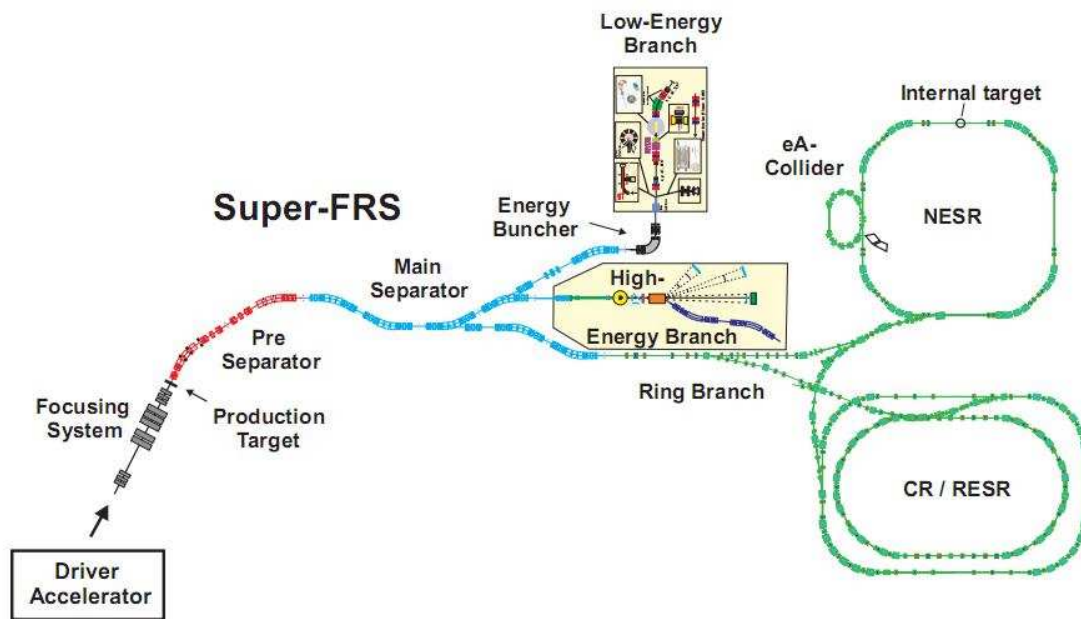 Low-Energy
Branch
Internal target
eA-
Collider
NESR
Super-FRS
Energy
Buncher
Main
Separator
High-
Energy Branch
Pre
Separator
Ring Branch
Focusing
System
Production
Target
CR / RESR
Driver
Accelerator